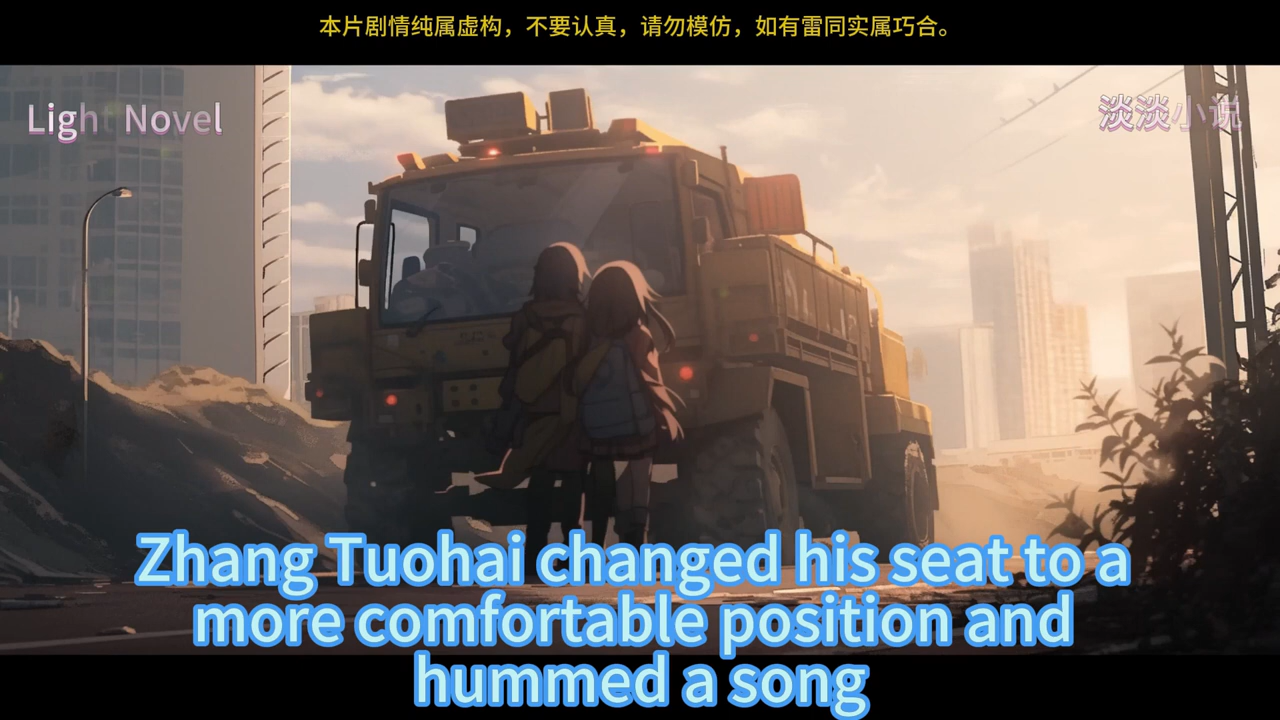 本片剧情纯属虚构，不要认真，请勿模仿，如有雷同实属巧合。
Light Novel
淡淡小说
Zhang Tuohai changed his seat to a
more comfortable position and
hummed a song